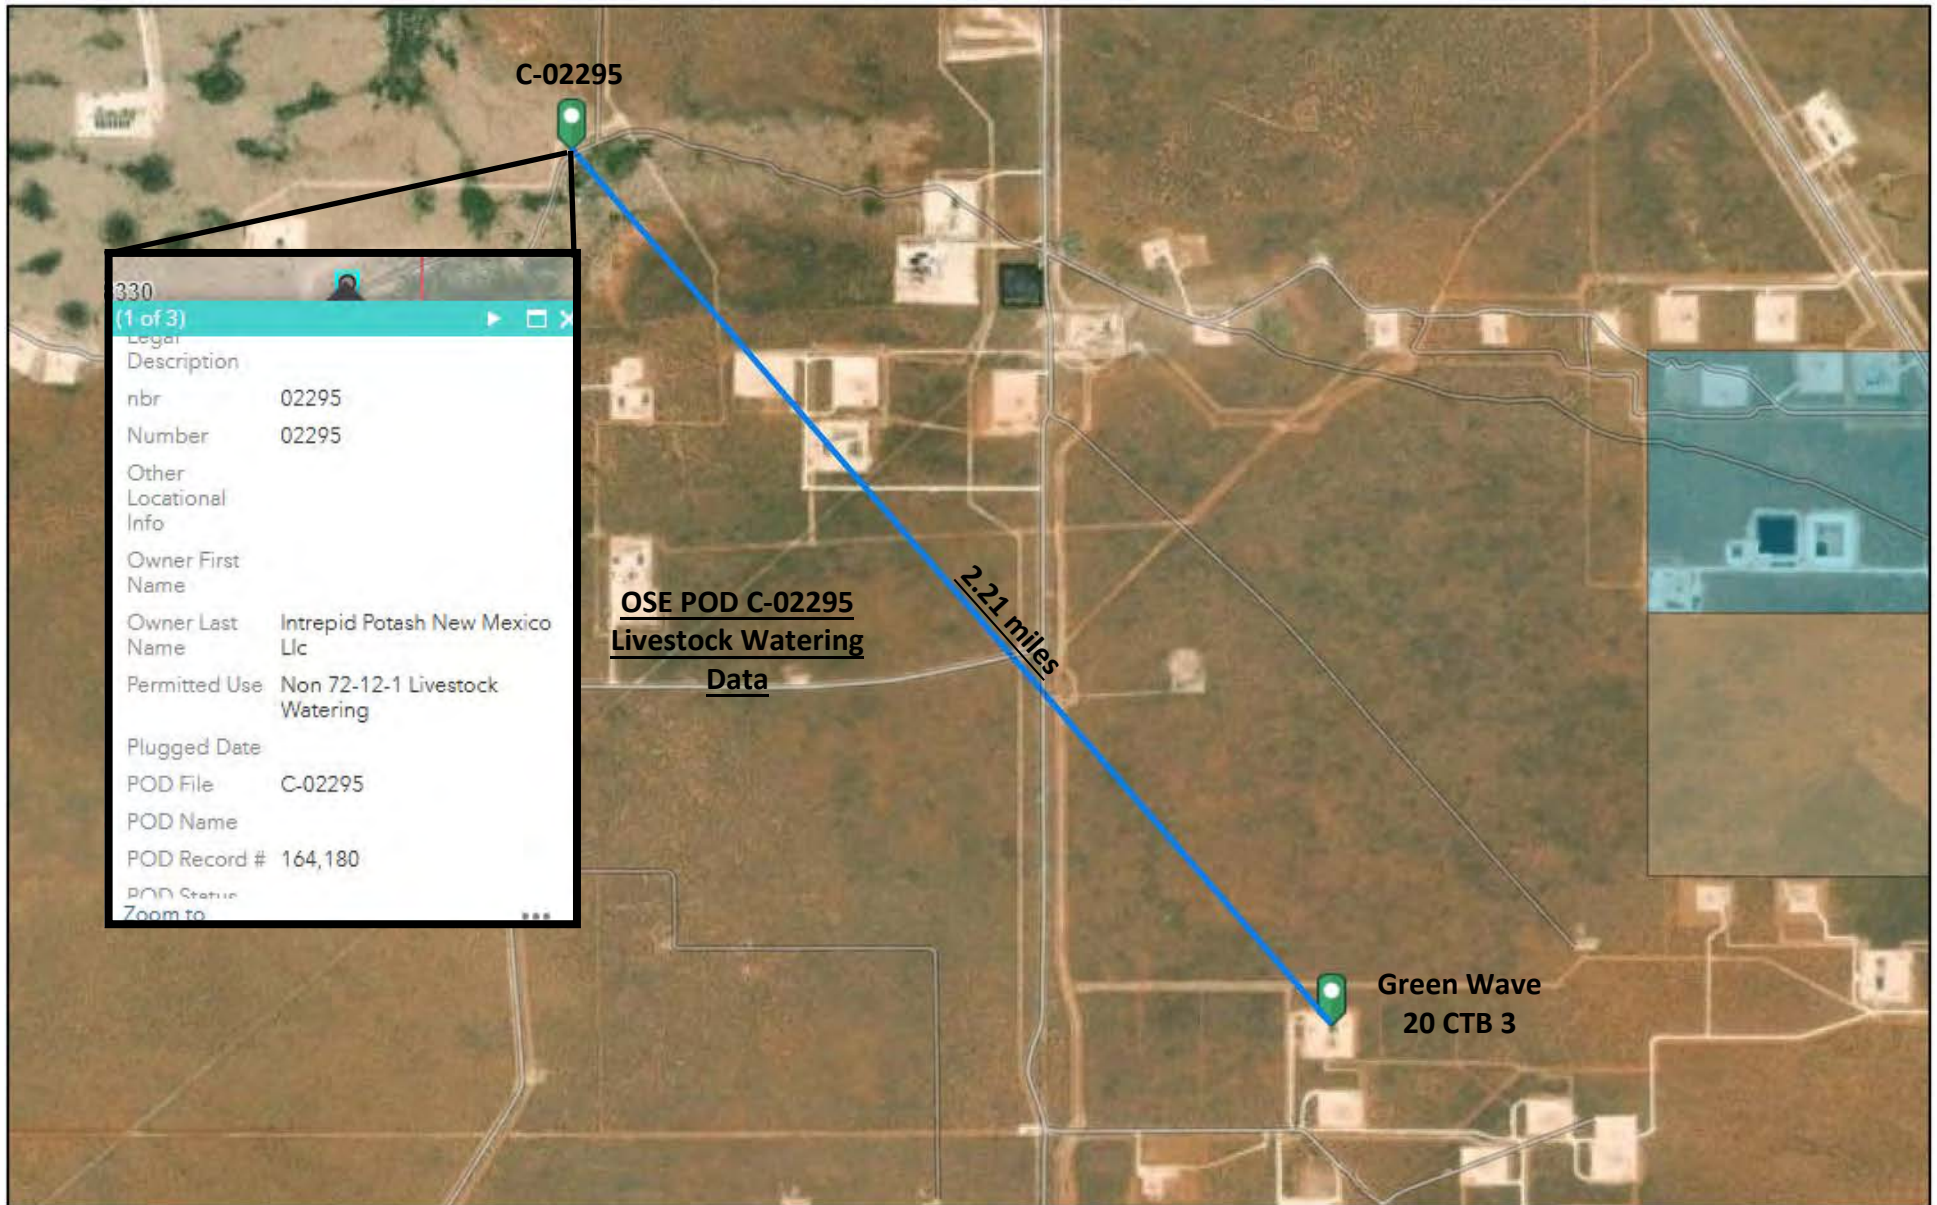 C-02295
330
(1 of 3)
Legal
Description
nbr 02295
Number 02295
Other
Locational
Info
Owner First
Name
Owner Last Intrepid Potash New Mexico
Name Llc
Permitted Use Non 72-12-1 Livestock
Watering
Plugged Date
POD File C-02295
POD Name
POD Record # 164,180
POD Status
Zoom to
OSE POD C-02295
Livestock Watering
Data
2.21 miles
Green Wave
20 CTB 3